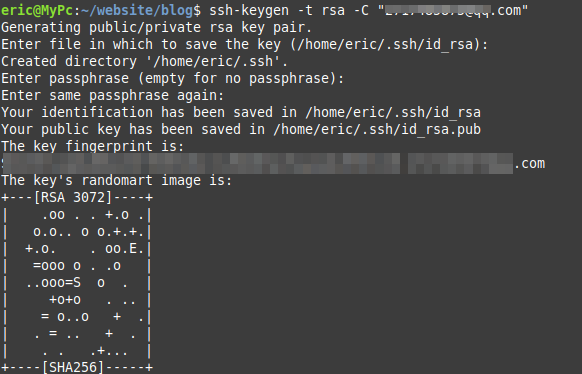 eric@MyPc:~/website/blog$ ssh-keygen -t rsa -C "qq.com"
Generating public/private rsa key pair.
Enter file in which to save the key (/home/eric/.ssh/id_rsa):
Created directory '/home/eric/.ssh'.
Enter passphrase (empty for no passphrase):
Enter same passphrase again:
Your identification has been saved in /home/eric/.ssh/id_rsa
Your public key has been saved in /home/eric/.ssh/id_rsa.pub
The key fingerprint is:
.com
The key's randomart image is:
+---[RSA 3072]----+
|    .oo . . +.o .|
|   o.o.. o o.+.+.|
|  +.o.    . oo.E.|
|   =ooo o . .o   |
|  ..ooo=S  o  .  |
|     +o+o   . .. |
|    = o..o   +  .|
|   . = ..   +  . |
|    . .   .+...  |
+----[SHA256]-----+